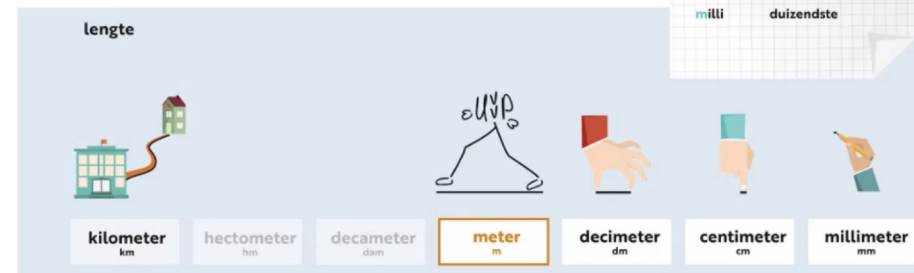 milli duizendste
lengte
kilometer hectometer decameter meter decimeter centimeter millimeter
km hm dam m dm cm mm